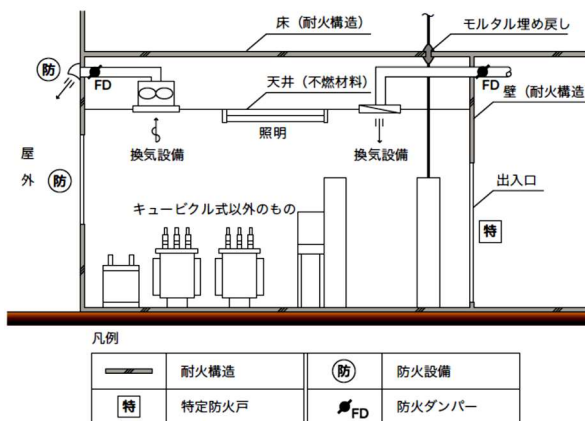 床（耐火構造）
モルタル埋め戻し
防
FD
天井（不燃材料）
FD
壁（耐火構造
照明
換気設備
換気設備
屋外
防
出入口
キュービクル式以外のもの
特
凡例
耐火構造
防
防火設備
特
特定防火戸
FD
防火ダンパー